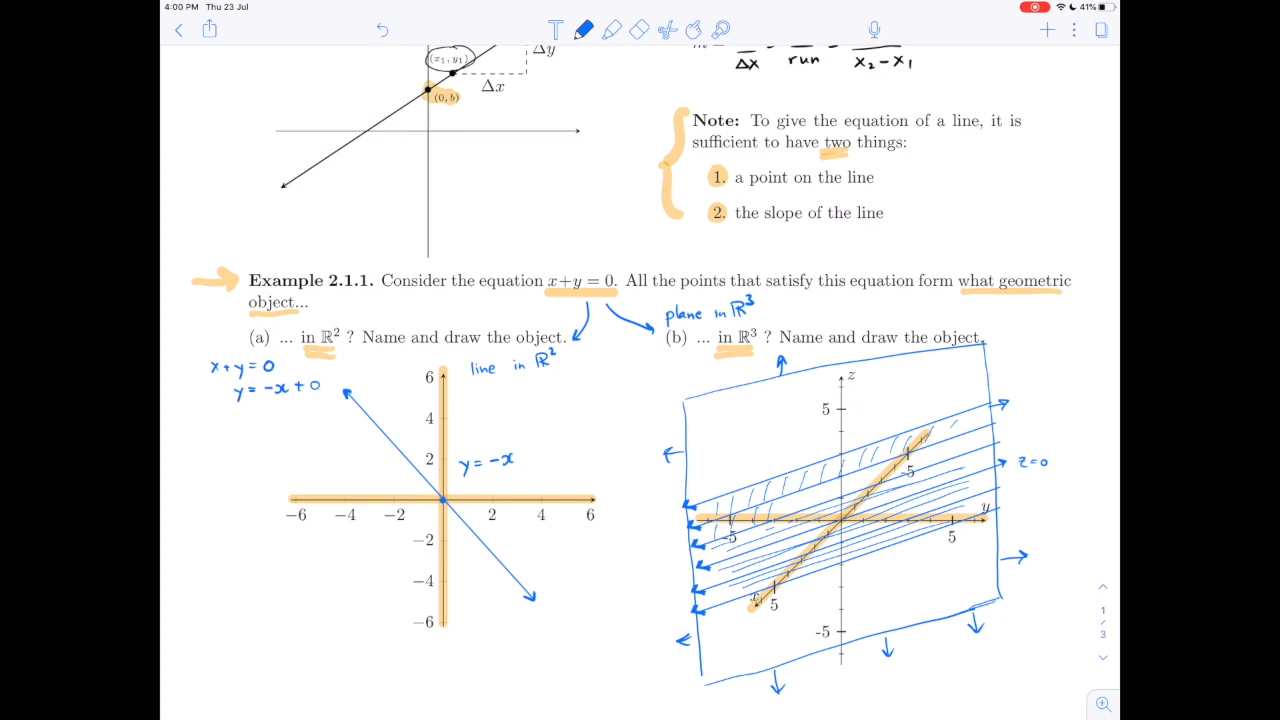 4:00 PM Thu 23 Jul
41%
T
Δy
(x₁, y₁)
Δx
(0, b)
Δx run x₂-x₁
Note: To give the equation of a line, it is
sufficient to have two things:
1. a point on the line
2. the slope of the line
Example 2.1.1. Consider the equation x+y = 0. All the points that satisfy this equation form what geometric
object...
plane in ℝ³
(a) ... in ℝ² ? Name and draw the object.
(b) ... in ℝ³ ? Name and draw the object.
x+y=0
y = -x+0
line in ℝ²
6
4
2
-2
-4
-6
−6 −4 −2 2 4 6
y = -x
z
5
-5
z=0
y
-5
5
x
5
-5
1
/
3